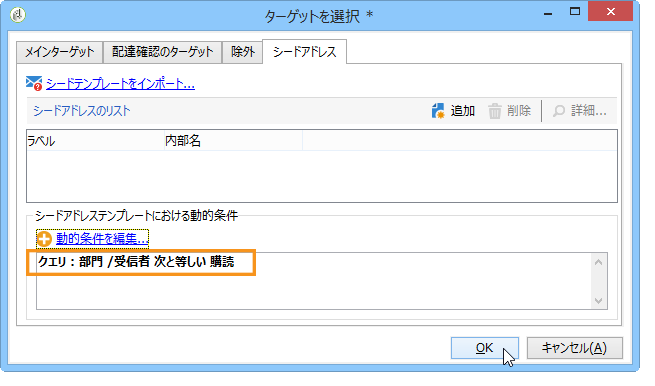 ターゲットを選択 *
メインターゲット 配達確認のターゲット 除外 シードアドレス
シードテンプレートをインポート...
シードアドレスのリスト 追加 削除 詳細...
ラベル 内部名
シードアドレステンプレートにおける動的条件
動的条件を編集...
クエリ : 部門 /受信者 次と等しい 購読
OK キャンセル(A)